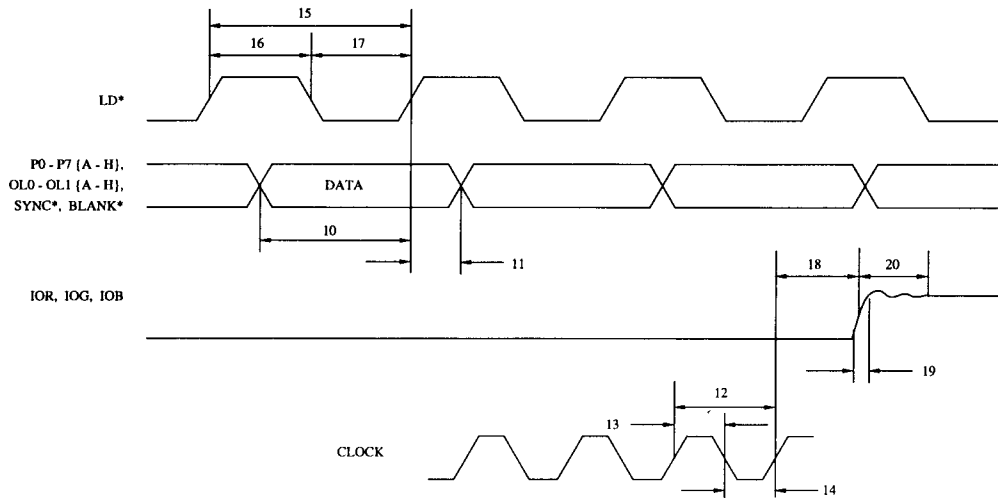 15
16 17
LD*
P0 - P7 {A - H},
OL0 - OL1 {A - H},
SYNC*, BLANK*
DATA
10
11
18 20
IOR, IOG, IOB
19
12
13
CLOCK
14